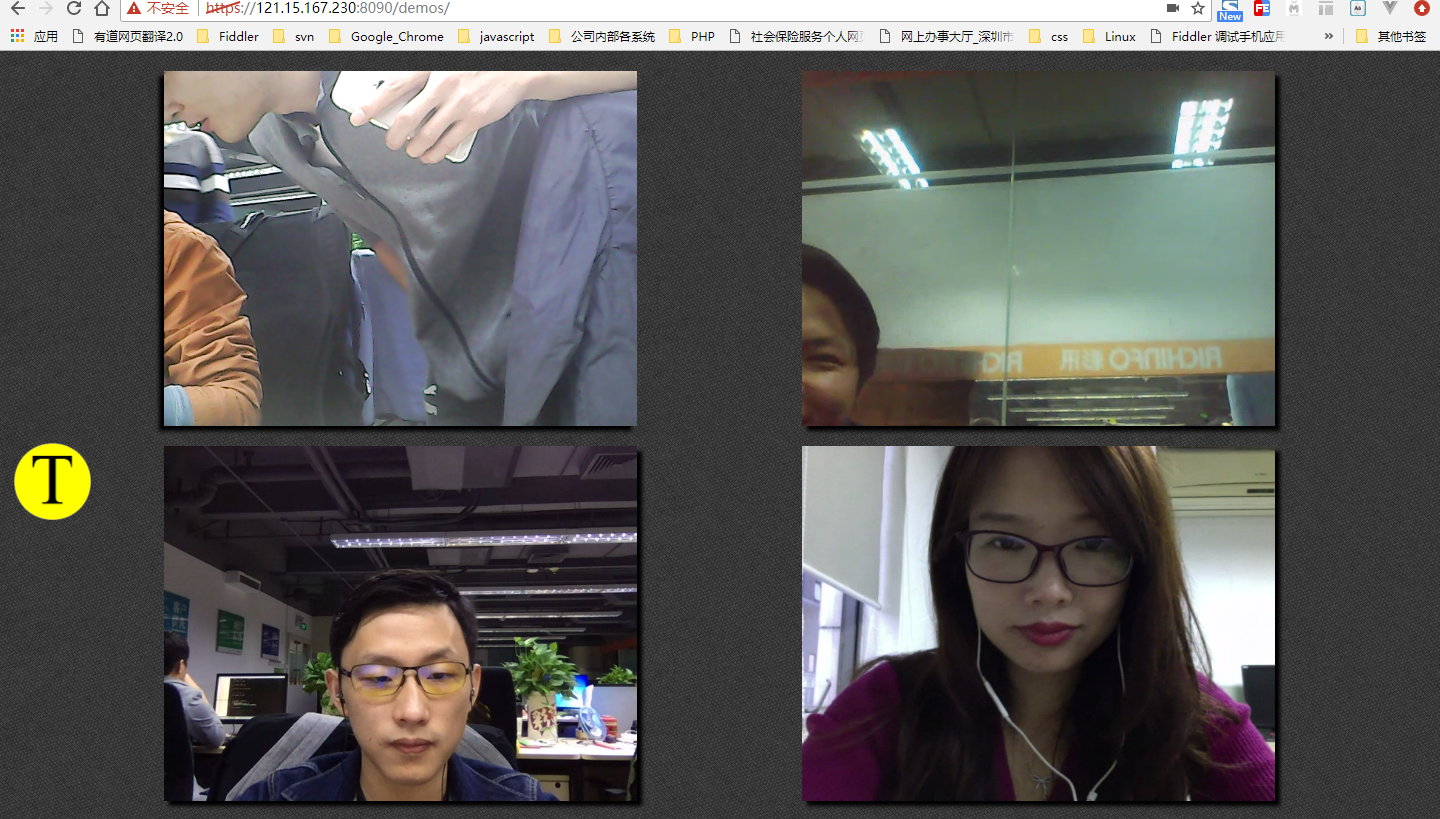 不安全 https://121.15.167.230:8090/demos/
New
应用 有道网页翻译2.0 Fiddler svn Google_Chrome javascript 公司内部各系统 PHP 社会保险服务个人网 网上办事大厅_深圳市 css Linux Fiddler 调试手机应用 » 其他书签
RICHINFO 彩讯
T